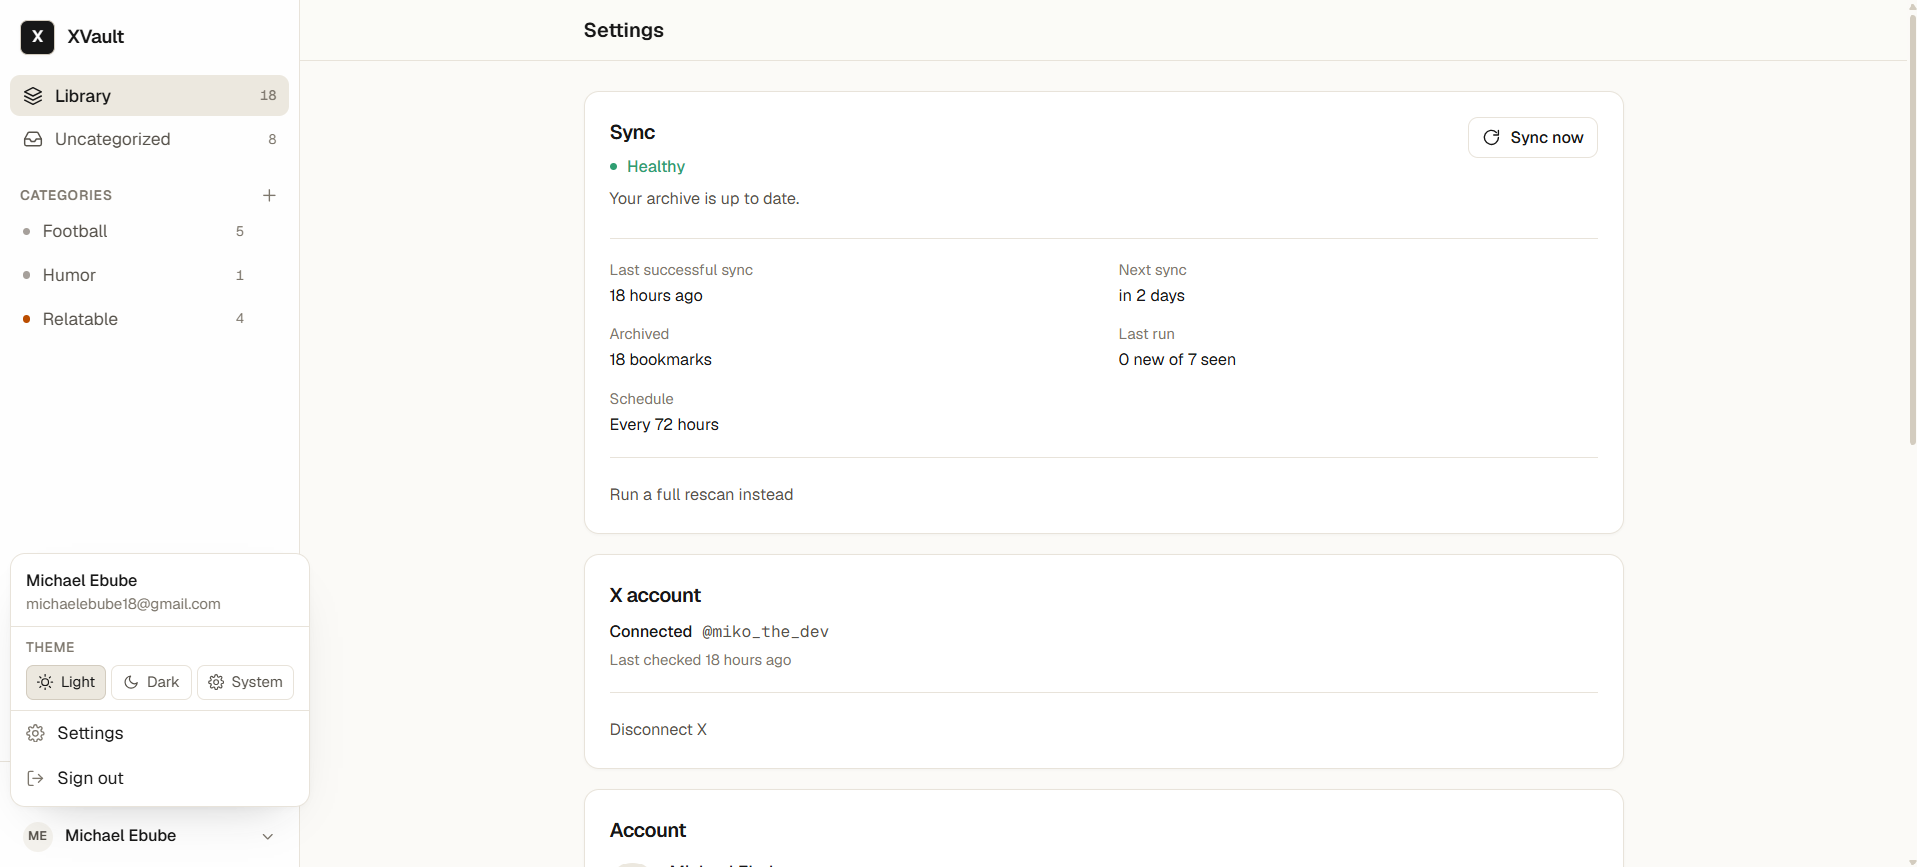 X
XVault
Library 18
Uncategorized 8
CATEGORIES
Football 5
Humor 1
Relatable 4
Michael Ebube
michaelebube18@gmail.com
THEME
Light Dark System
Settings
Sign out
ME Michael Ebube
Settings
Sync
Sync now
Healthy
Your archive is up to date.
Last successful sync
18 hours ago
Next sync
in 2 days
Archived
18 bookmarks
Last run
0 new of 7 seen
Schedule
Every 72 hours
Run a full rescan instead
X account
Connected @miko_the_dev
Last checked 18 hours ago
Disconnect X
Account